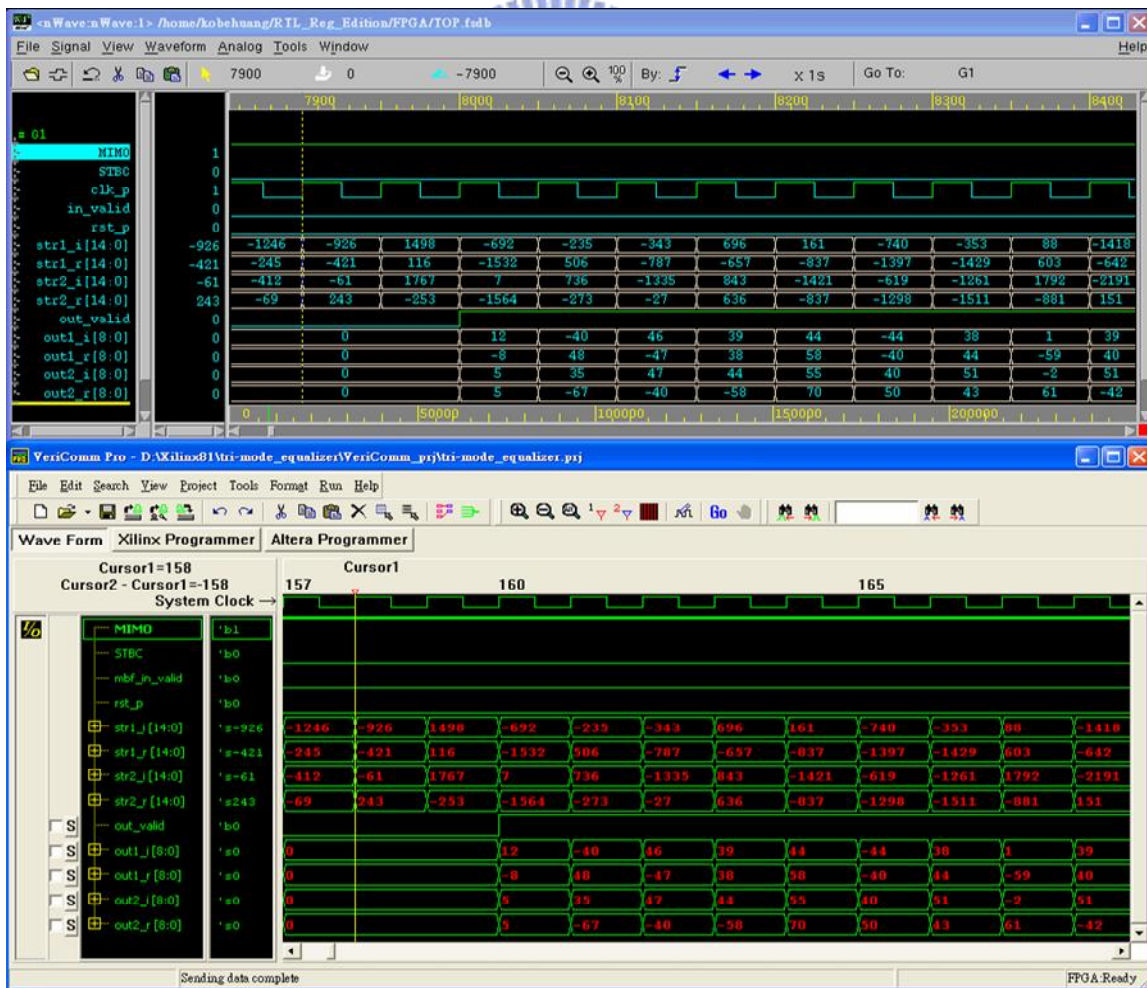 <nWave:nWave:1> /home/kobehuang/RTL_Reg_Edition/FPGA/TOP.fsdb
File Signal View Waveform Analog Tools Window Help
7900 0 -7900 100 % By: x 1s Go To: G1
7900 8000 8100 8200 8300 8400
G1
MIMO 1
STBC 0
clk_p 1
in_valid 0
rst_p 0
str1_i[14:0] -926 -1246 -926 1498 -692 -235 -343 696 161 -740 -353 88 -1418
str1_r[14:0] -421 -245 -421 116 -1532 506 -787 -657 -837 -1397 -1429 603 -642
str2_i[14:0] -61 -412 -61 1767 7 736 -1335 843 -1421 -619 -1261 1792 -2191
str2_r[14:0] 243 -69 243 -253 -1564 -273 -27 636 -837 -1298 -1511 -881 151
out_valid 0
out1_i[8:0] 0 0 12 -40 46 39 44 -44 38 1 39
out1_r[8:0] 0 0 -8 48 -47 38 58 -40 44 -59 40
out2_i[8:0] 0 0 5 35 47 44 55 40 51 -2 51
out2_r[8:0] 0 0 5 -67 -40 -58 70 50 43 61 -42
0 50000 100000 150000 200000
VeriComm Pro - D:\Xilinx81\tri-mode_equalizer\VeriComm_prj\tri-mode_equalizer.prj
File Edit Search View Project Tools Format Run Help
1 2 Go
Wave Form Xilinx Programmer Altera Programmer
Cursor1=158 Cursor1
Cursor2 - Cursor1=-158 157 160 165
System Clock →
I/O MIMO 'b1
STBC 'b0
mbf_in_valid 'b0
rst_p 'b0
str1_i[14:0] 's-926 -1246 -926 1498 -692 -235 -343 696 161 -740 -353 88 -1418
str1_r[14:0] 's-421 -245 -421 116 -1532 506 -787 -657 -837 -1397 -1429 603 -642
str2_i[14:0] 's-61 -412 -61 1767 7 736 -1335 843 -1421 -619 -1261 1792 -2191
str2_r[14:0] 's243 -69 243 -253 -1564 -273 -27 636 -837 -1298 -1511 -881 151
S out_valid 'b0
S out1_i[8:0] 's0 0 12 -40 46 39 44 -44 38 1 39
S out1_r[8:0] 's0 0 -8 48 -47 38 58 -40 44 -59 40
S out2_i[8:0] 's0 0 5 35 47 44 55 40 51 -2 51
S out2_r[8:0] 's0 0 5 -67 -40 -58 70 50 43 61 -42
Sending data complete FPGA:Ready